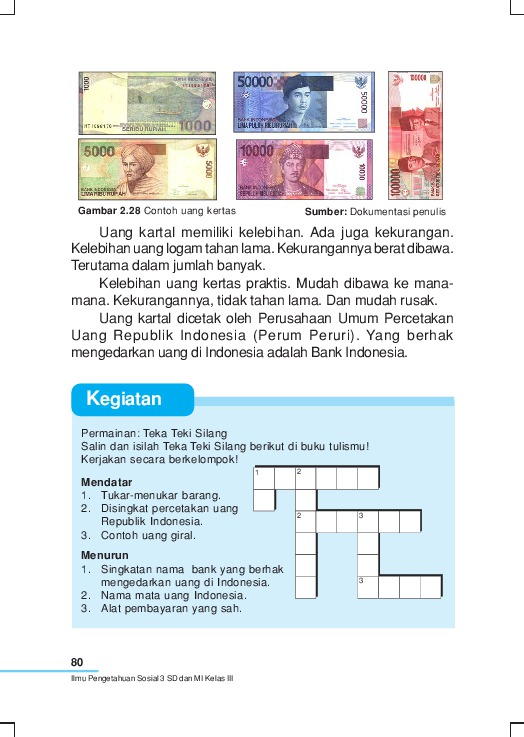 1000
1000
SERIBU RUPIAH
50000
BANK INDONESIA
LIMA PULUH RIBU RUPIAH
50000
100000
100000
5000
BANK INDONESIA
LIMA RIBU RUPIAH
5000
10000
BANK INDONESIA
10000
Gambar 2.28 Contoh uang kertas
Sumber: Dokumentasi penulis
Uang kartal memiliki kelebihan. Ada juga kekurangan.
Kelebihan uang logam tahan lama. Kekurangannya berat dibawa.
Terutama dalam jumlah banyak.
Kelebihan uang kertas praktis. Mudah dibawa ke mana-
mana. Kekurangannya, tidak tahan lama. Dan mudah rusak.
Uang kartal dicetak oleh Perusahaan Umum Percetakan
Uang Republik Indonesia (Perum Peruri). Yang berhak
mengedarkan uang di Indonesia adalah Bank Indonesia.
Kegiatan
Permainan: Teka Teki Silang
Salin dan isilah Teka Teki Silang berikut di buku tulismu!
Kerjakan secara berkelompok!
Mendatar
1. Tukar-menukar barang.
2. Disingkat percetakan uang
Republik Indonesia.
3. Contoh uang giral.
Menurun
1. Singkatan nama bank yang berhak
mengedarkan uang di Indonesia.
2. Nama mata uang Indonesia.
3. Alat pembayaran yang sah.
1
2
2
3
3
80
Ilmu Pengetahuan Sosial 3 SD dan MI Kelas III